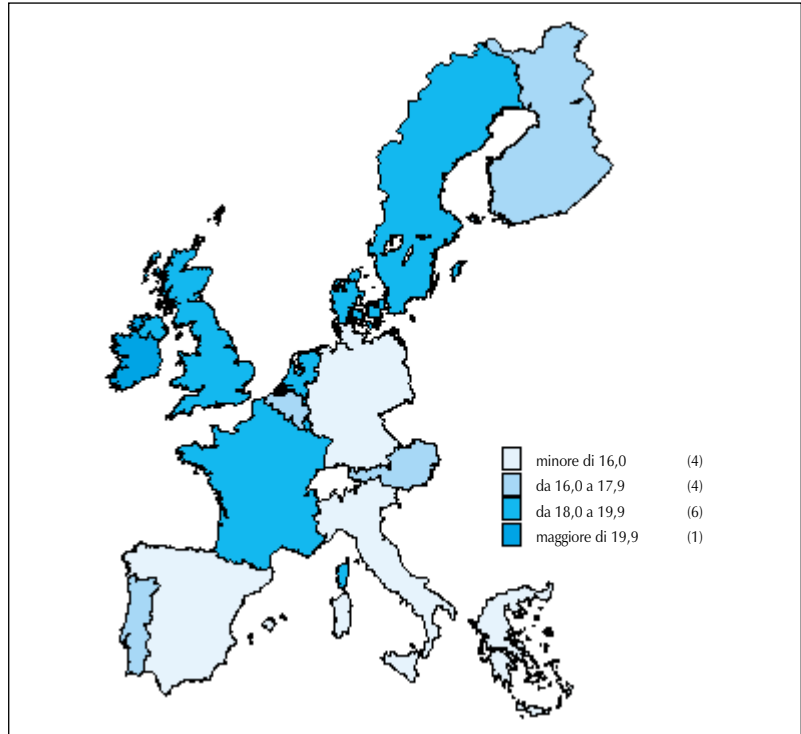 minore di 16,0 (4)
da 16,0 a 17,9 (4)
da 18,0 a 19,9 (6)
maggiore di 19,9 (1)